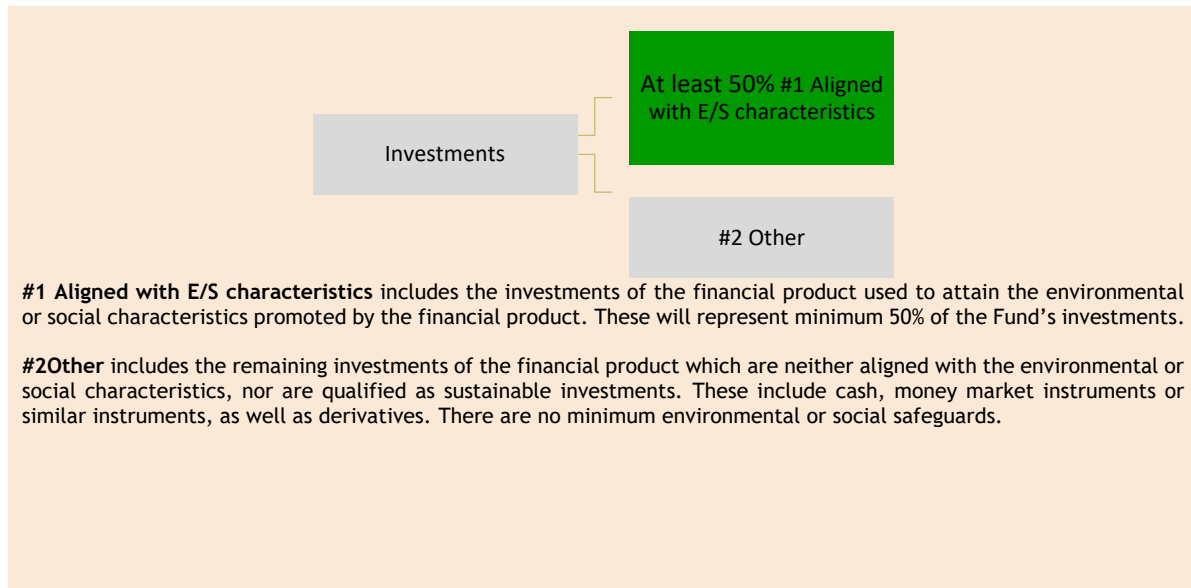 At least 50% #1 Aligned
with E/S characteristics
Investments
#2 Other
#1 Aligned with E/S characteristics includes the investments of the financial product used to attain the environmental
or social characteristics promoted by the financial product. These will represent minimum 50% of the Fund’s investments.
#2Other includes the remaining investments of the financial product which are neither aligned with the environmental or
social characteristics, nor are qualified as sustainable investments. These include cash, money market instruments or
similar instruments, as well as derivatives. There are no minimum environmental or social safeguards.